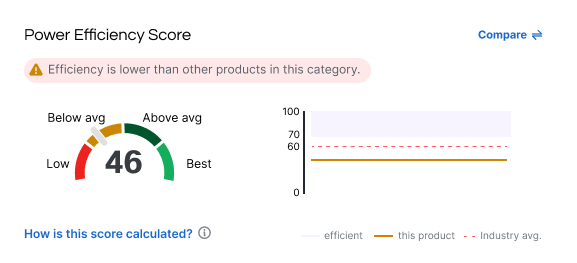 Power Efficiency Score
Compare
Efficiency is lower than other products in this category.
Below avg
Above avg
Low
46
Best
100
70
60
0
How is this score calculated?
efficient
this product
Industry avg.